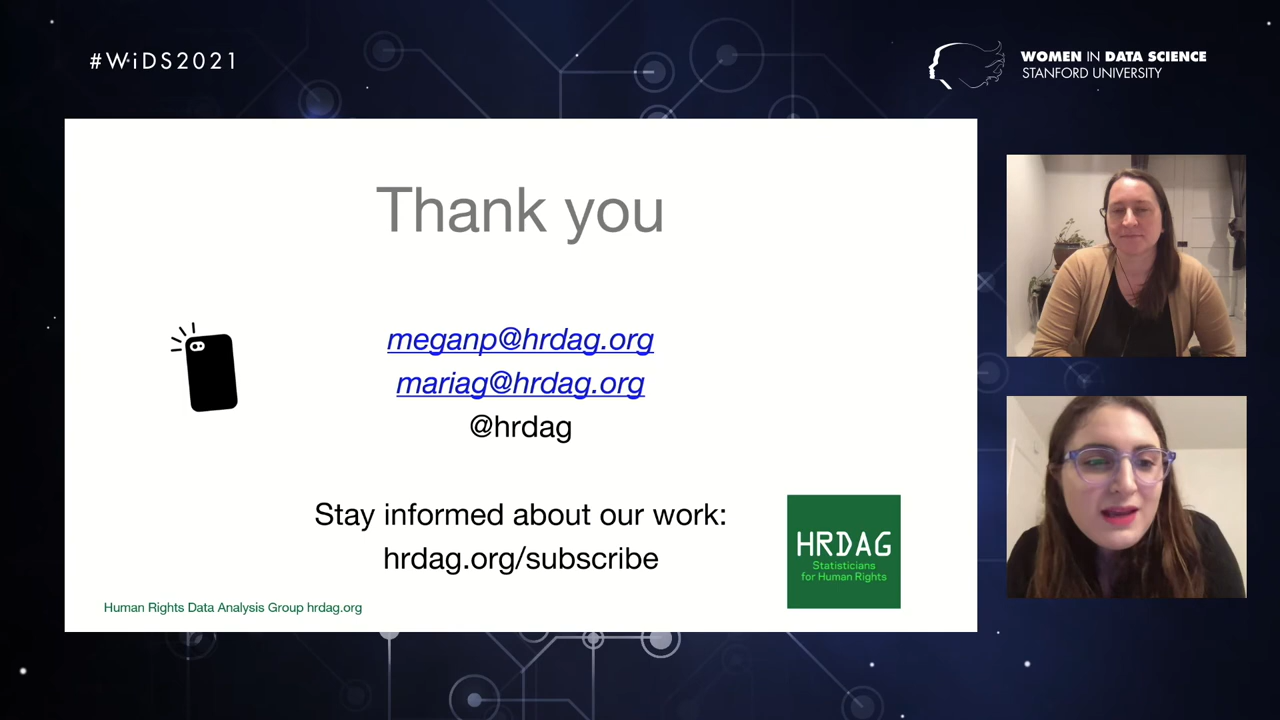 #WiDS2021
WOMEN IN DATA SCIENCE
STANFORD UNIVERSITY
Thank you
meganp@hrdag.org
mariag@hrdag.org
@hrdag
Stay informed about our work:
hrdag.org/subscribe
HRDAG
Statisticians
for Human Rights
Human Rights Data Analysis Group hrdag.org